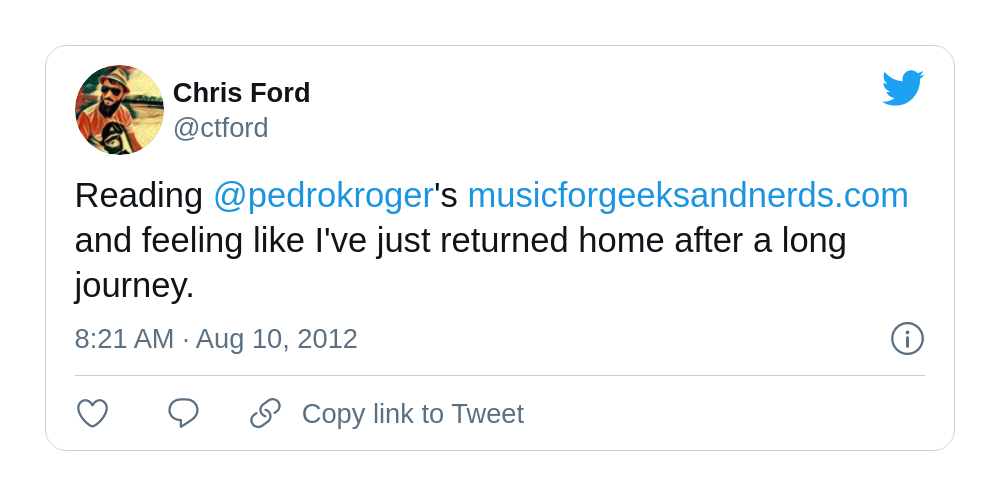 Chris Ford
@ctford
Reading @pedrokroger's musicforgeeksandnerds.com
and feeling like I've just returned home after a long
journey.
8:21 AM · Aug 10, 2012
Copy link to Tweet